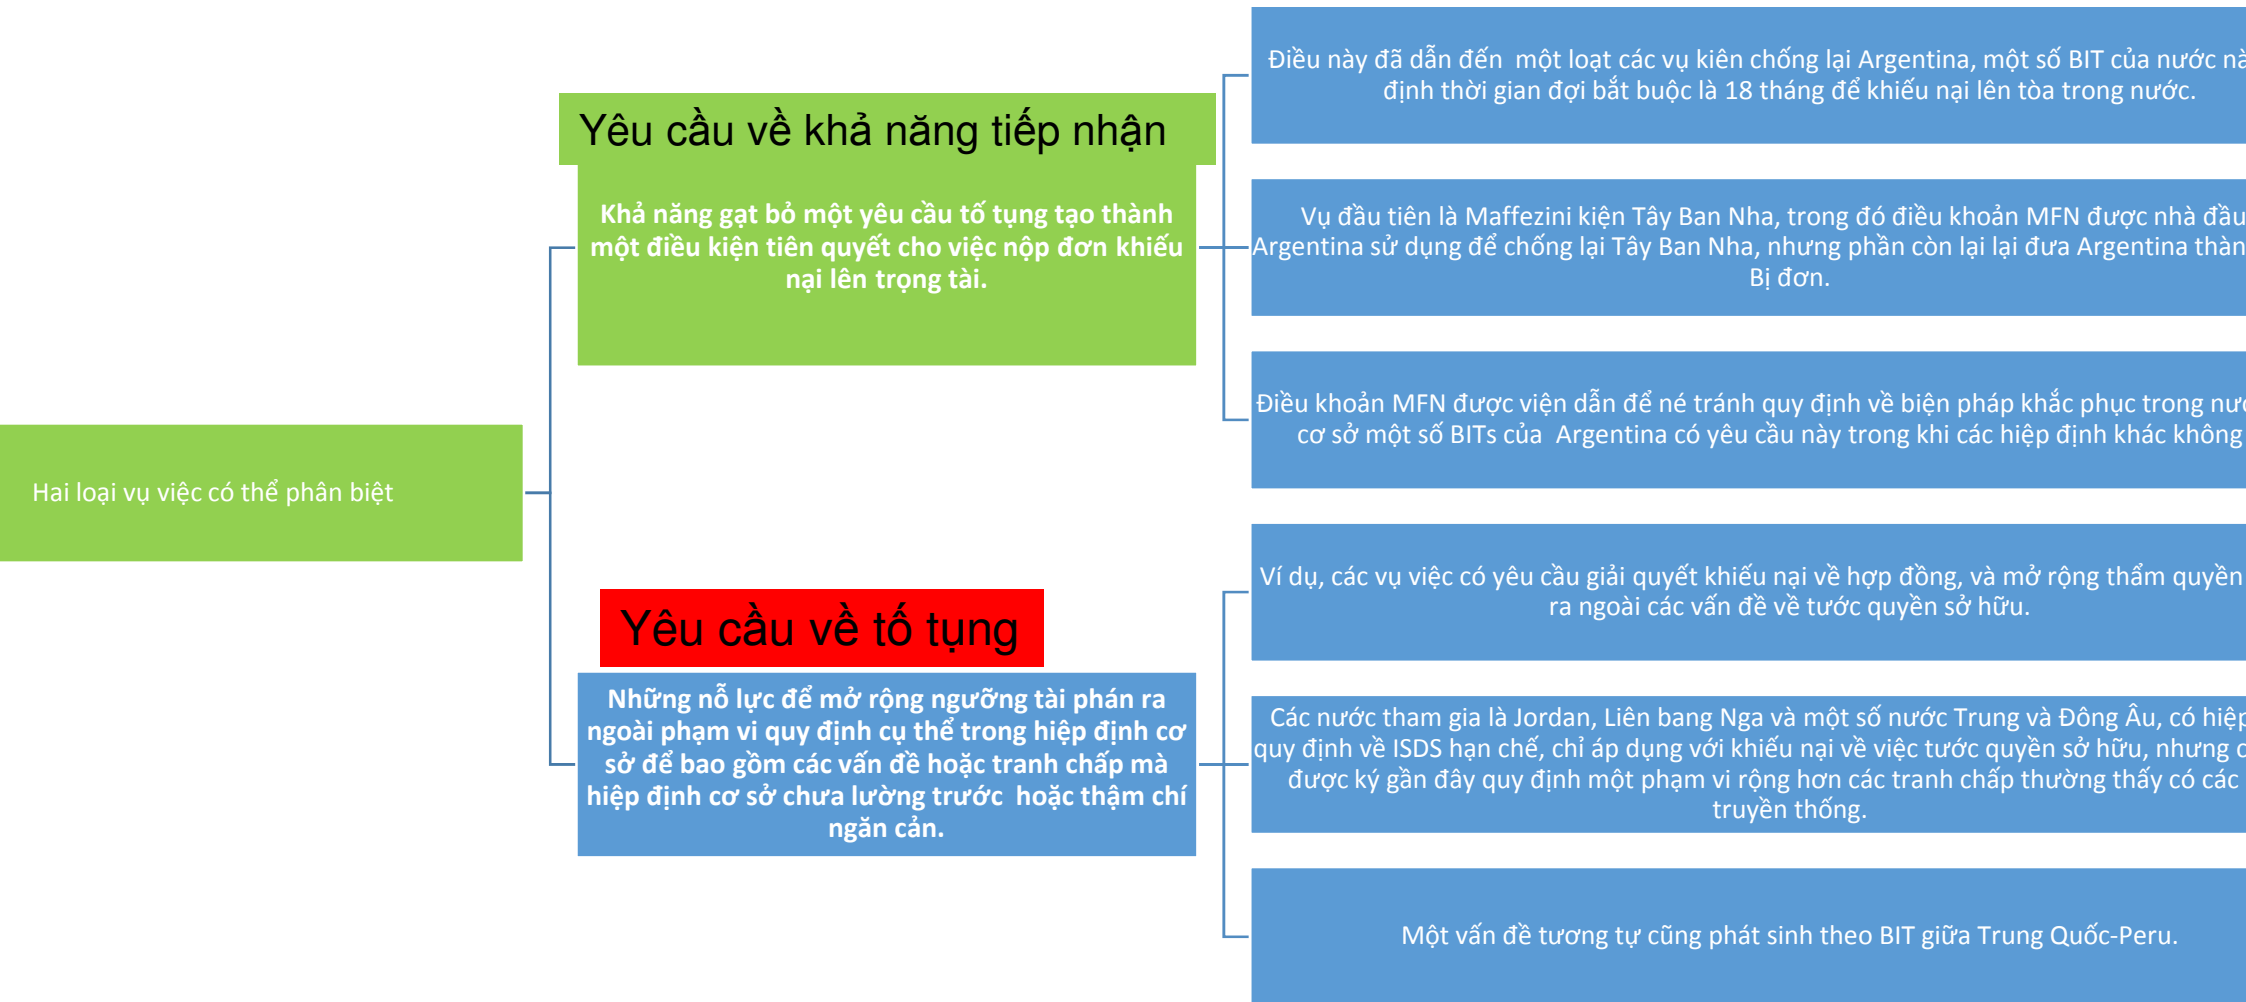 Hai loại vụ việc có thể phân biệt
Yêu cầu về khả năng tiếp nhận
Khả năng gạt bỏ một yêu cầu tố tụng tạo thành
một điều kiện tiên quyết cho việc nộp đơn khiếu
nại lên trọng tài.
Điều này đã dẫn đến một loạt các vụ kiên chống lại Argentina, một số BIT của nước
định thời gian đợi bắt buộc là 18 tháng để khiếu nại lên tòa trong nước.
Vụ đầu tiên là Maffezini kiện Tây Ban Nha, trong đó điều khoản MFN được nhà đầu
Argentina sử dụng để chống lại Tây Ban Nha, nhưng phần còn lại lại đưa Argentina
Bị đơn.
Điều khoản MFN được viện dẫn để né tránh quy định về biện pháp khắc phục trong
cơ sở một số BITs của Argentina có yêu cầu này trong khi các hiệp định khác không
Yêu cầu về tố tụng
Những nỗ lực để mở rộng ngưỡng tài phán ra
ngoài phạm vi quy định cụ thể trong hiệp định cơ
sở để bao gồm các vấn đề hoặc tranh chấp mà
hiệp định cơ sở chưa lường trước hoặc thậm chí
ngăn cản.
Ví dụ, các vụ việc có yêu cầu giải quyết khiếu nại về hợp đồng, và mở rộng thẩm quyền
ra ngoài các vấn đề về tước quyền sở hữu.
Các nước tham gia là Jordan, Liên bang Nga và một số nước Trung và Đông Âu, có
quy định về ISDS hạn chế, chỉ áp dụng với khiếu nại về việc tước quyền sở hữu, nhưng
được ký gần đây quy định một phạm vi rộng hơn các tranh chấp thường thấy có các
truyền thống.
Một vấn đề tương tự cũng phát sinh theo BIT giữa Trung Quốc-Peru.